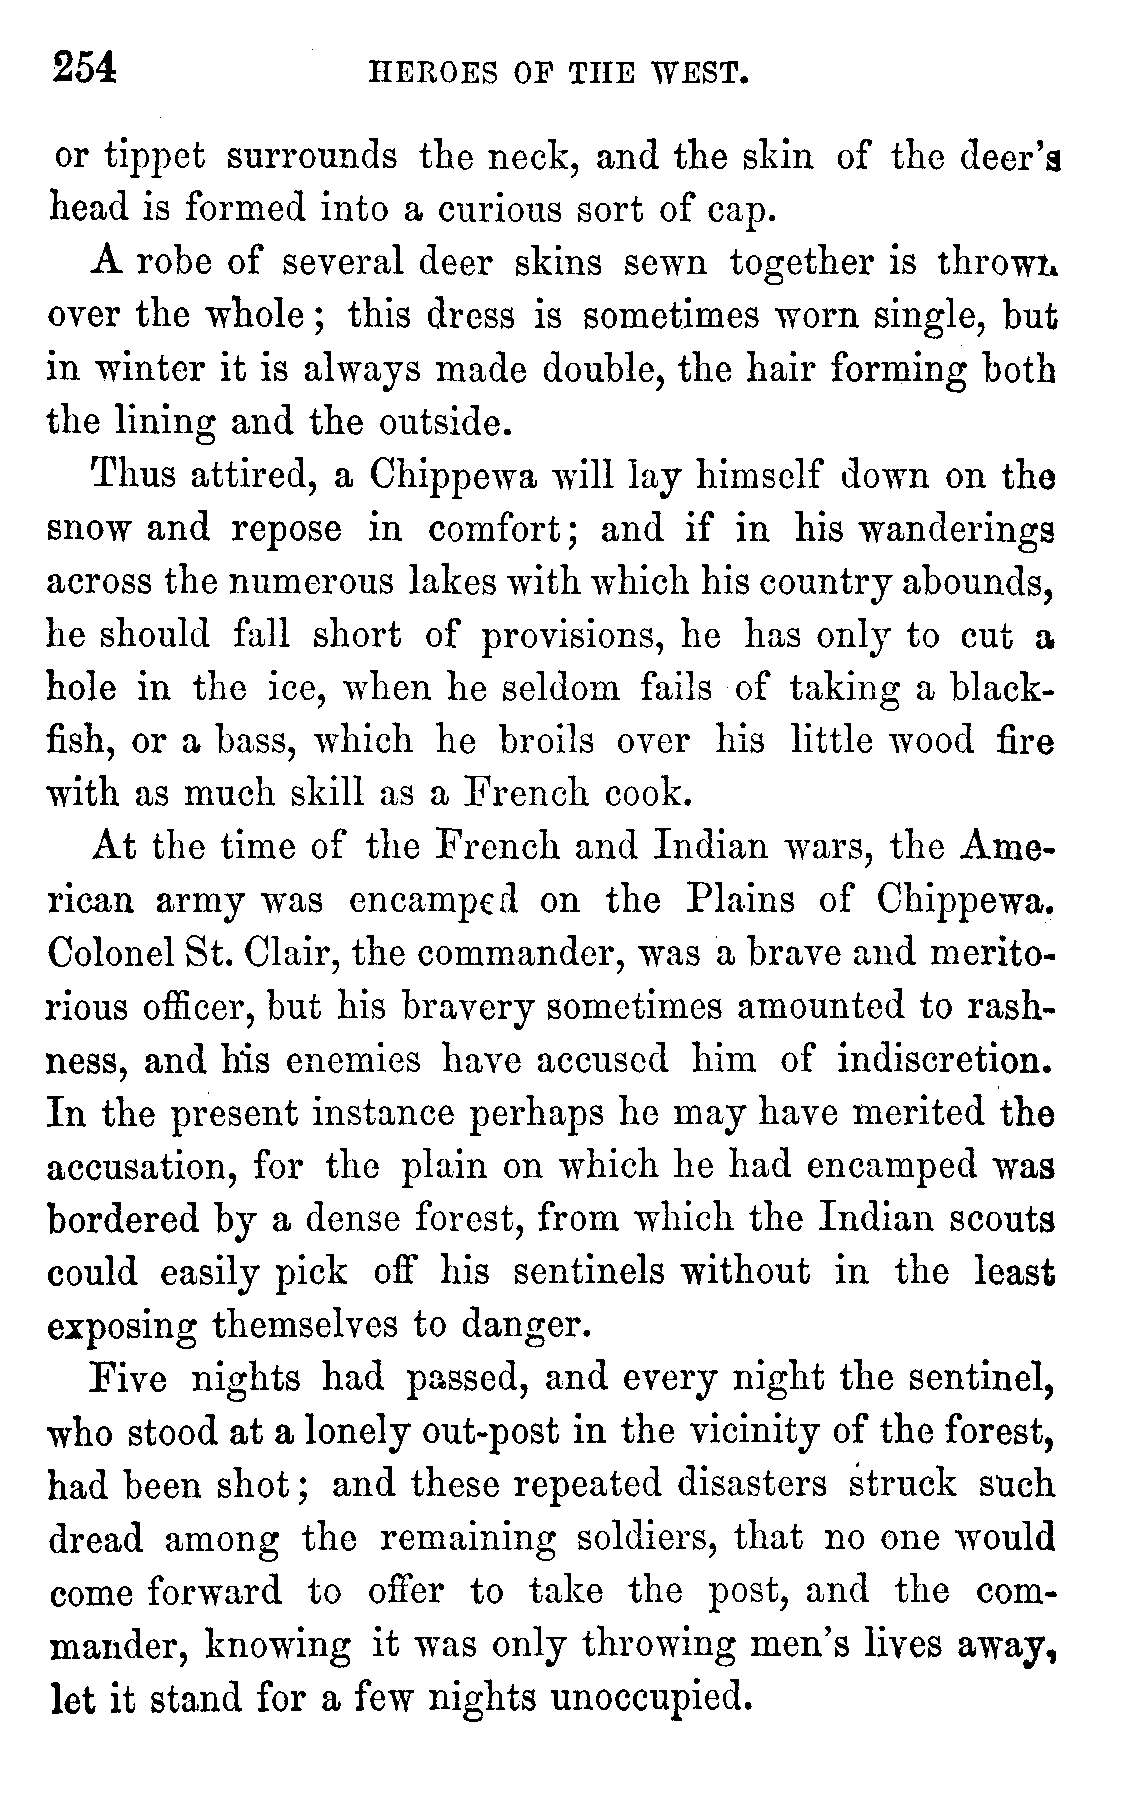 254 HEROES OF THE WEST.
or tippet surrounds the neck, and the skin of the deer's
head is formed into a curious sort of cap.
A robe of several deer skins sewn together is thrown
over the whole; this dress is sometimes worn single, but
in winter it is always made double, the hair forming both
the lining and the outside.
Thus attired, a Chippewa will lay himself down on the
snow and repose in comfort; and if in his wanderings
across the numerous lakes with which his country abounds,
he should fall short of provisions, he has only to cut a
hole in the ice, when he seldom fails of taking a black-
fish, or a bass, which he broils over his little wood fire
with as much skill as a French cook.
At the time of the French and Indian wars, the Ame-
rican army was encamped on the Plains of Chippewa.
Colonel St. Clair, the commander, was a brave and merito-
rious officer, but his bravery sometimes amounted to rash-
ness, and his enemies have accused him of indiscretion.
In the present instance perhaps he may have merited the
accusation, for the plain on which he had encamped was
bordered by a dense forest, from which the Indian scouts
could easily pick off his sentinels without in the least
exposing themselves to danger.
Five nights had passed, and every night the sentinel,
who stood at a lonely out-post in the vicinity of the forest,
had been shot; and these repeated disasters struck such
dread among the remaining soldiers, that no one would
come forward to offer to take the post, and the com-
mander, knowing it was only throwing men's lives away,
let it stand for a few nights unoccupied.